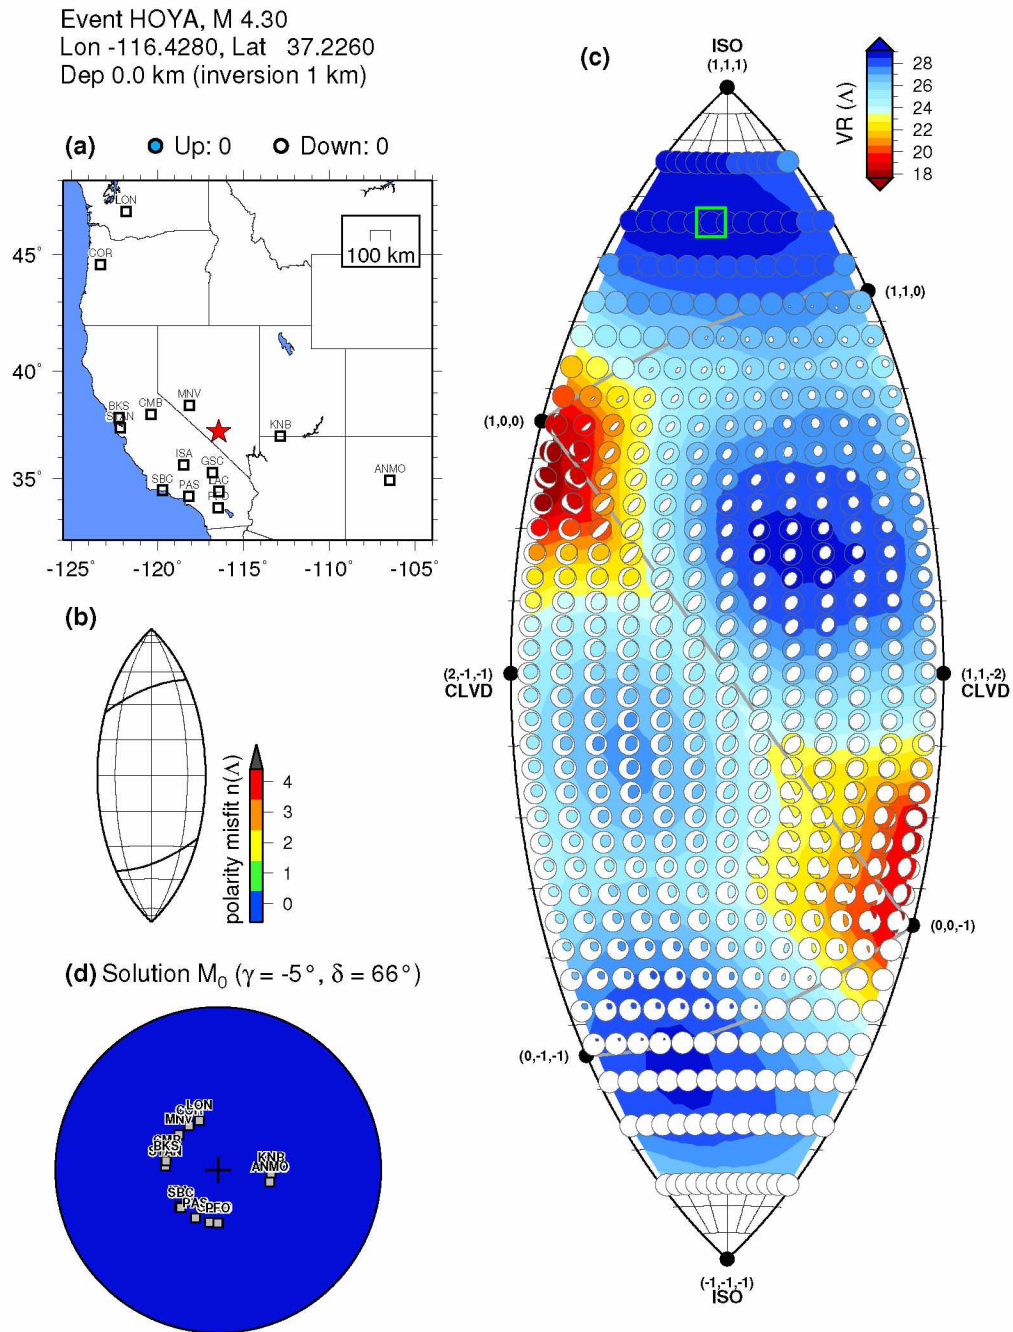 Event HOYA, M 4.30
Lon -116.4280, Lat 37.2260
Dep 0.0 km (inversion 1 km)
(a) Up: 0 Down: 0
LON
COR
100 km
45°
40°
35°
MNV
CMB
BKS
KNB
ISA
GSC
ANMO
SBC
PAS
-125° -120° -115° -110° -105°
(b)
polarity misfit n(Λ)
4
3
2
1
0
(c)
ISO
(1,1,1)
VR (Λ)
28
26
24
22
20
18
(1,1,0)
(1,0,0)
(2,-1,-1)
CLVD
(1,1,-2)
CLVD
(0,0,-1)
(0,-1,-1)
(-1,-1,-1)
ISO
(d) Solution M₀ (γ = -5°, δ = 66°)
LON
MNV
BKS
KNB
ANMO
SBC
PAS
PFO